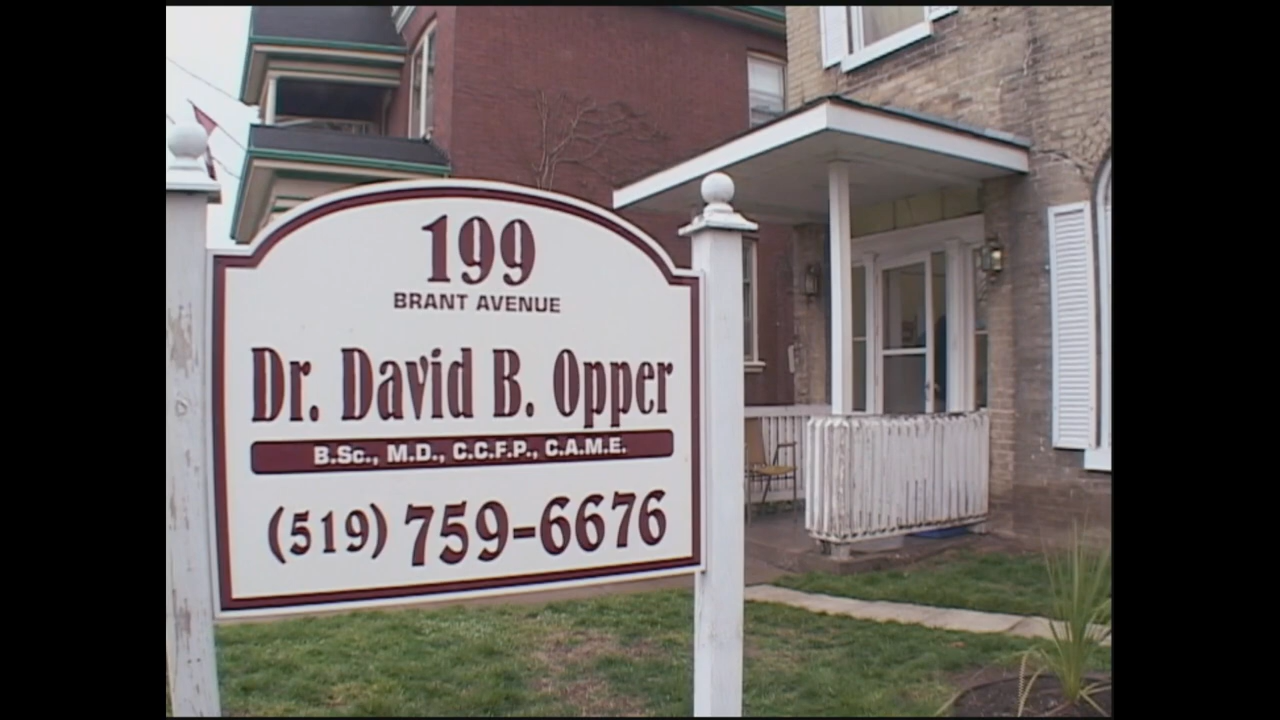 199
BRANT AVENUE
Dr. David B. Opper
B.Sc., M.D., C.C.F.P., C.A.M.E.
(519) 759-6676